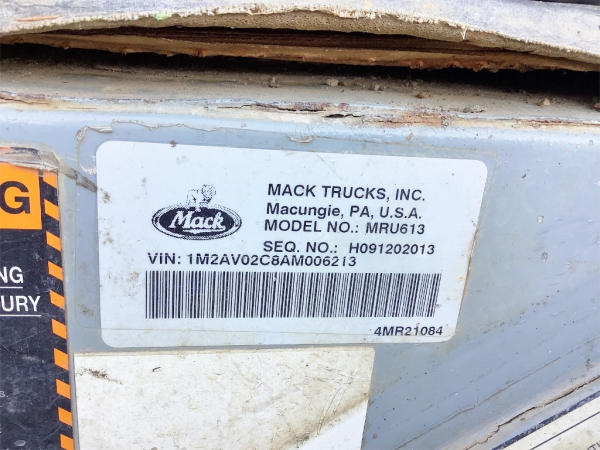 Mack
MACK TRUCKS, INC.
Macungie, PA, U.S.A.
MODEL NO.: MRU613
SEQ. NO.: H091202013
VIN: 1M2AV02C8AM006213
4MR21084
G
NG
URY